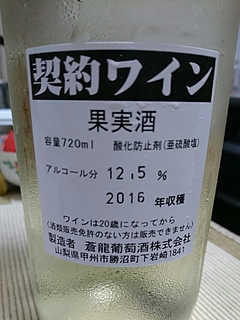 契約ワイン
果実酒
容量720ml 酸化防止剤(亜硫酸塩)
アルコール分 12.5 %
2016 年収穫
ワインは20歳になってから
(酒類販売免許のない方は販売できません)
製造者 蒼龍葡萄酒株式会社
山梨県甲州市勝沼町下岩崎1841